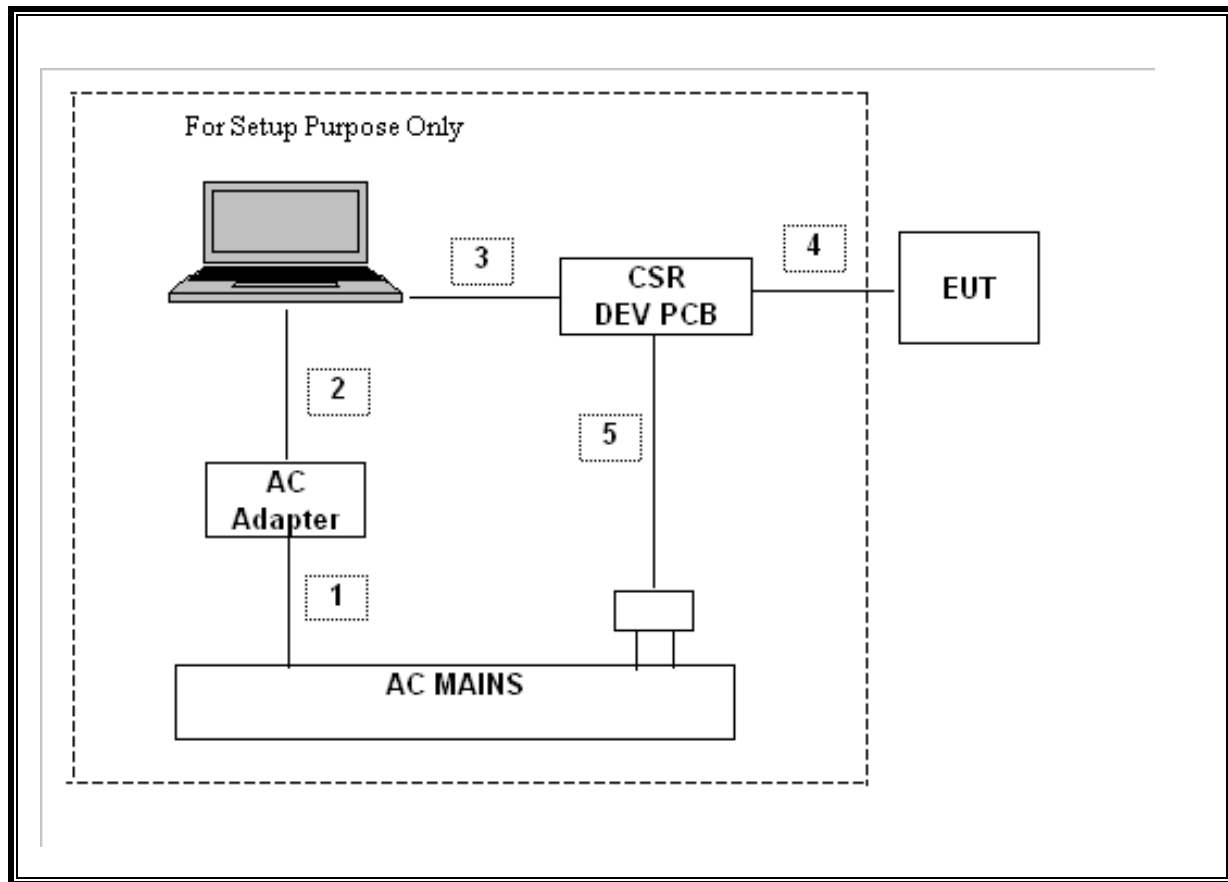 For Setup Purpose Only
3
4
CSR
DEV PCB
EUT
2
5
AC
Adapter
1
AC MAINS